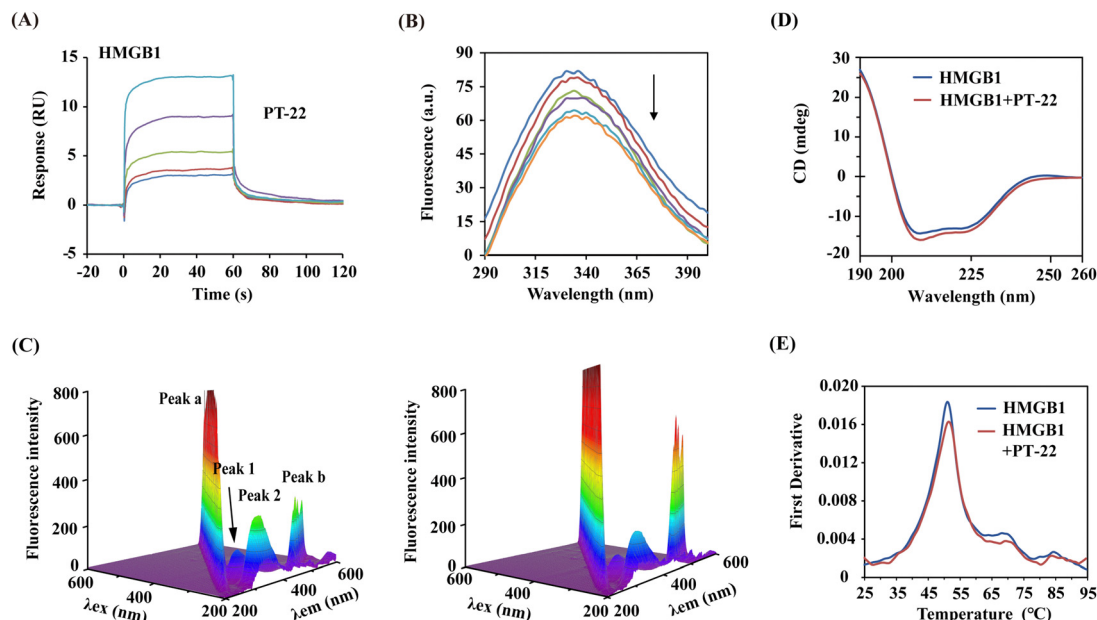 (A)
HMGB1
PT-22
Response (RU)
15
10
5
0
-5
-20 0 20 40 60 80 100 120
Time (s)
(B)
Fluorescence (a.u.)
90
75
60
45
30
15
0
290 315 340 365 390
Wavelength (nm)
(D)
HMGB1
HMGB1+PT-22
CD (mdeg)
30
20
10
0
-10
-20
190 200 225 250 260
Wavelength (nm)
(C)
Fluorescence intensity
800
600
400
200
0
Peak a
Peak 1
Peak 2
Peak b
600
400
200
λex (nm)
200
400
600
λem (nm)
Fluorescence intensity
800
600
400
200
0
600
400
200
λex (nm)
200
400
600
λem (nm)
(E)
HMGB1
HMGB1
+PT-22
First Derivative
0.020
0.016
0.012
0.008
0.004
0
25 35 45 55 65 75 85 95
Temperature (°C)